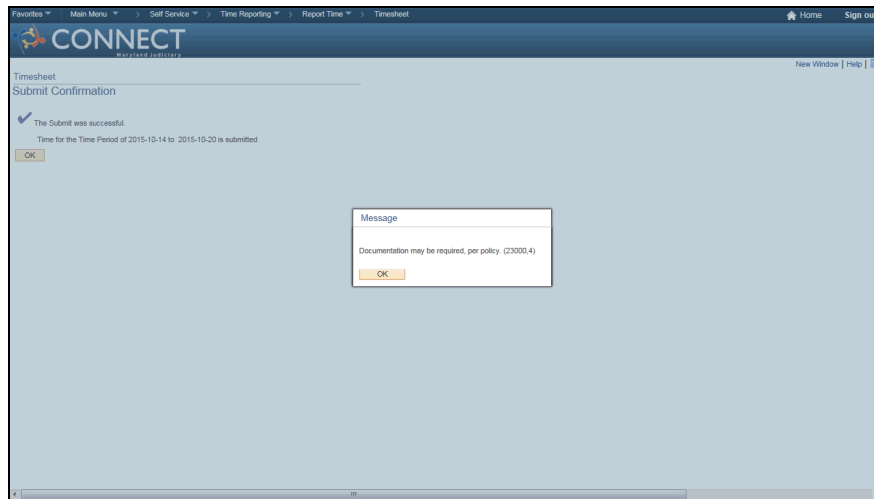 Favorites Main Menu > Self Service > Time Reporting > Report Time > Timesheet Home Sign ou
CONNECT
Maryland Judiciary
New Window | Help |
Timesheet
Submit Confirmation
The Submit was successful.
Time for the Time Period of 2015-10-14 to 2015-10-20 is submitted
OK
Message
Documentation may be required, per policy. (23000,4)
OK